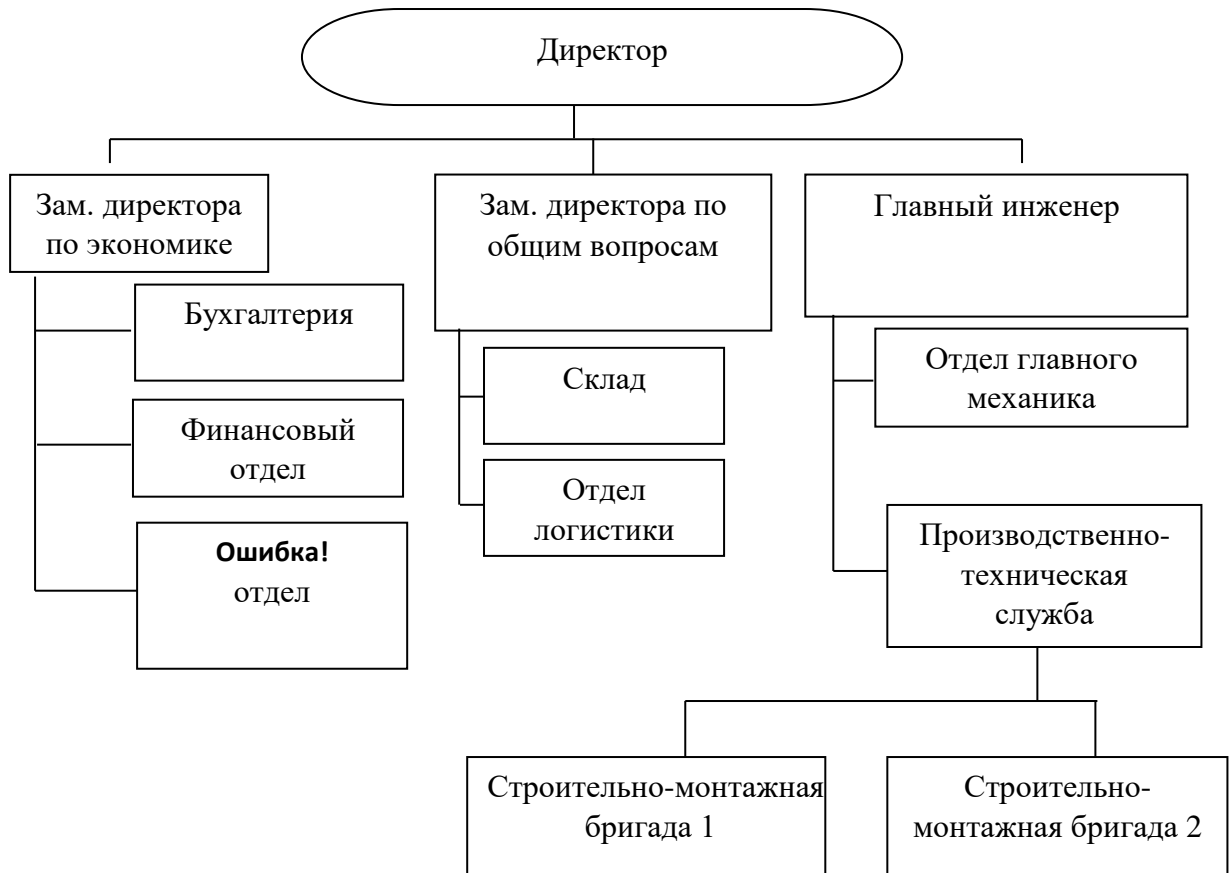 Директор
Зам. директора
по экономике
Зам. директора по
общим вопросам
Главный инженер
Бухгалтерия
Финансовый
отдел
Ошибка!
отдел
Склад
Отдел
логистики
Отдел главного
механика
Производственно-
техническая
служба
Строительно-монтажная
бригада 1
Строительно-
монтажная бригада 2